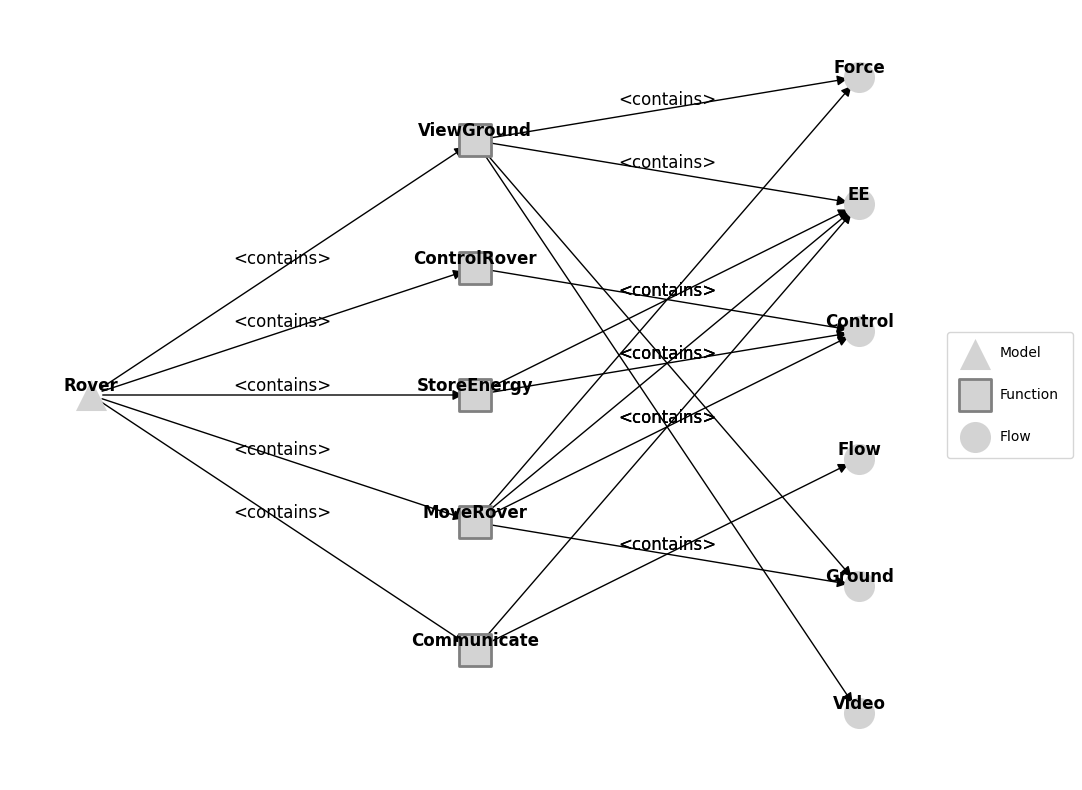 Force
<contains>
ViewGround
<contains>
EE
<contains>
ControlRover
<contains>
<contains>
Control
Model
<contains>
Rover
<contains>
StoreEnergy
Function
<contains>
<contains>
Flow
Flow
<contains>
MoveRover
<contains>
Ground
Communicate
Video